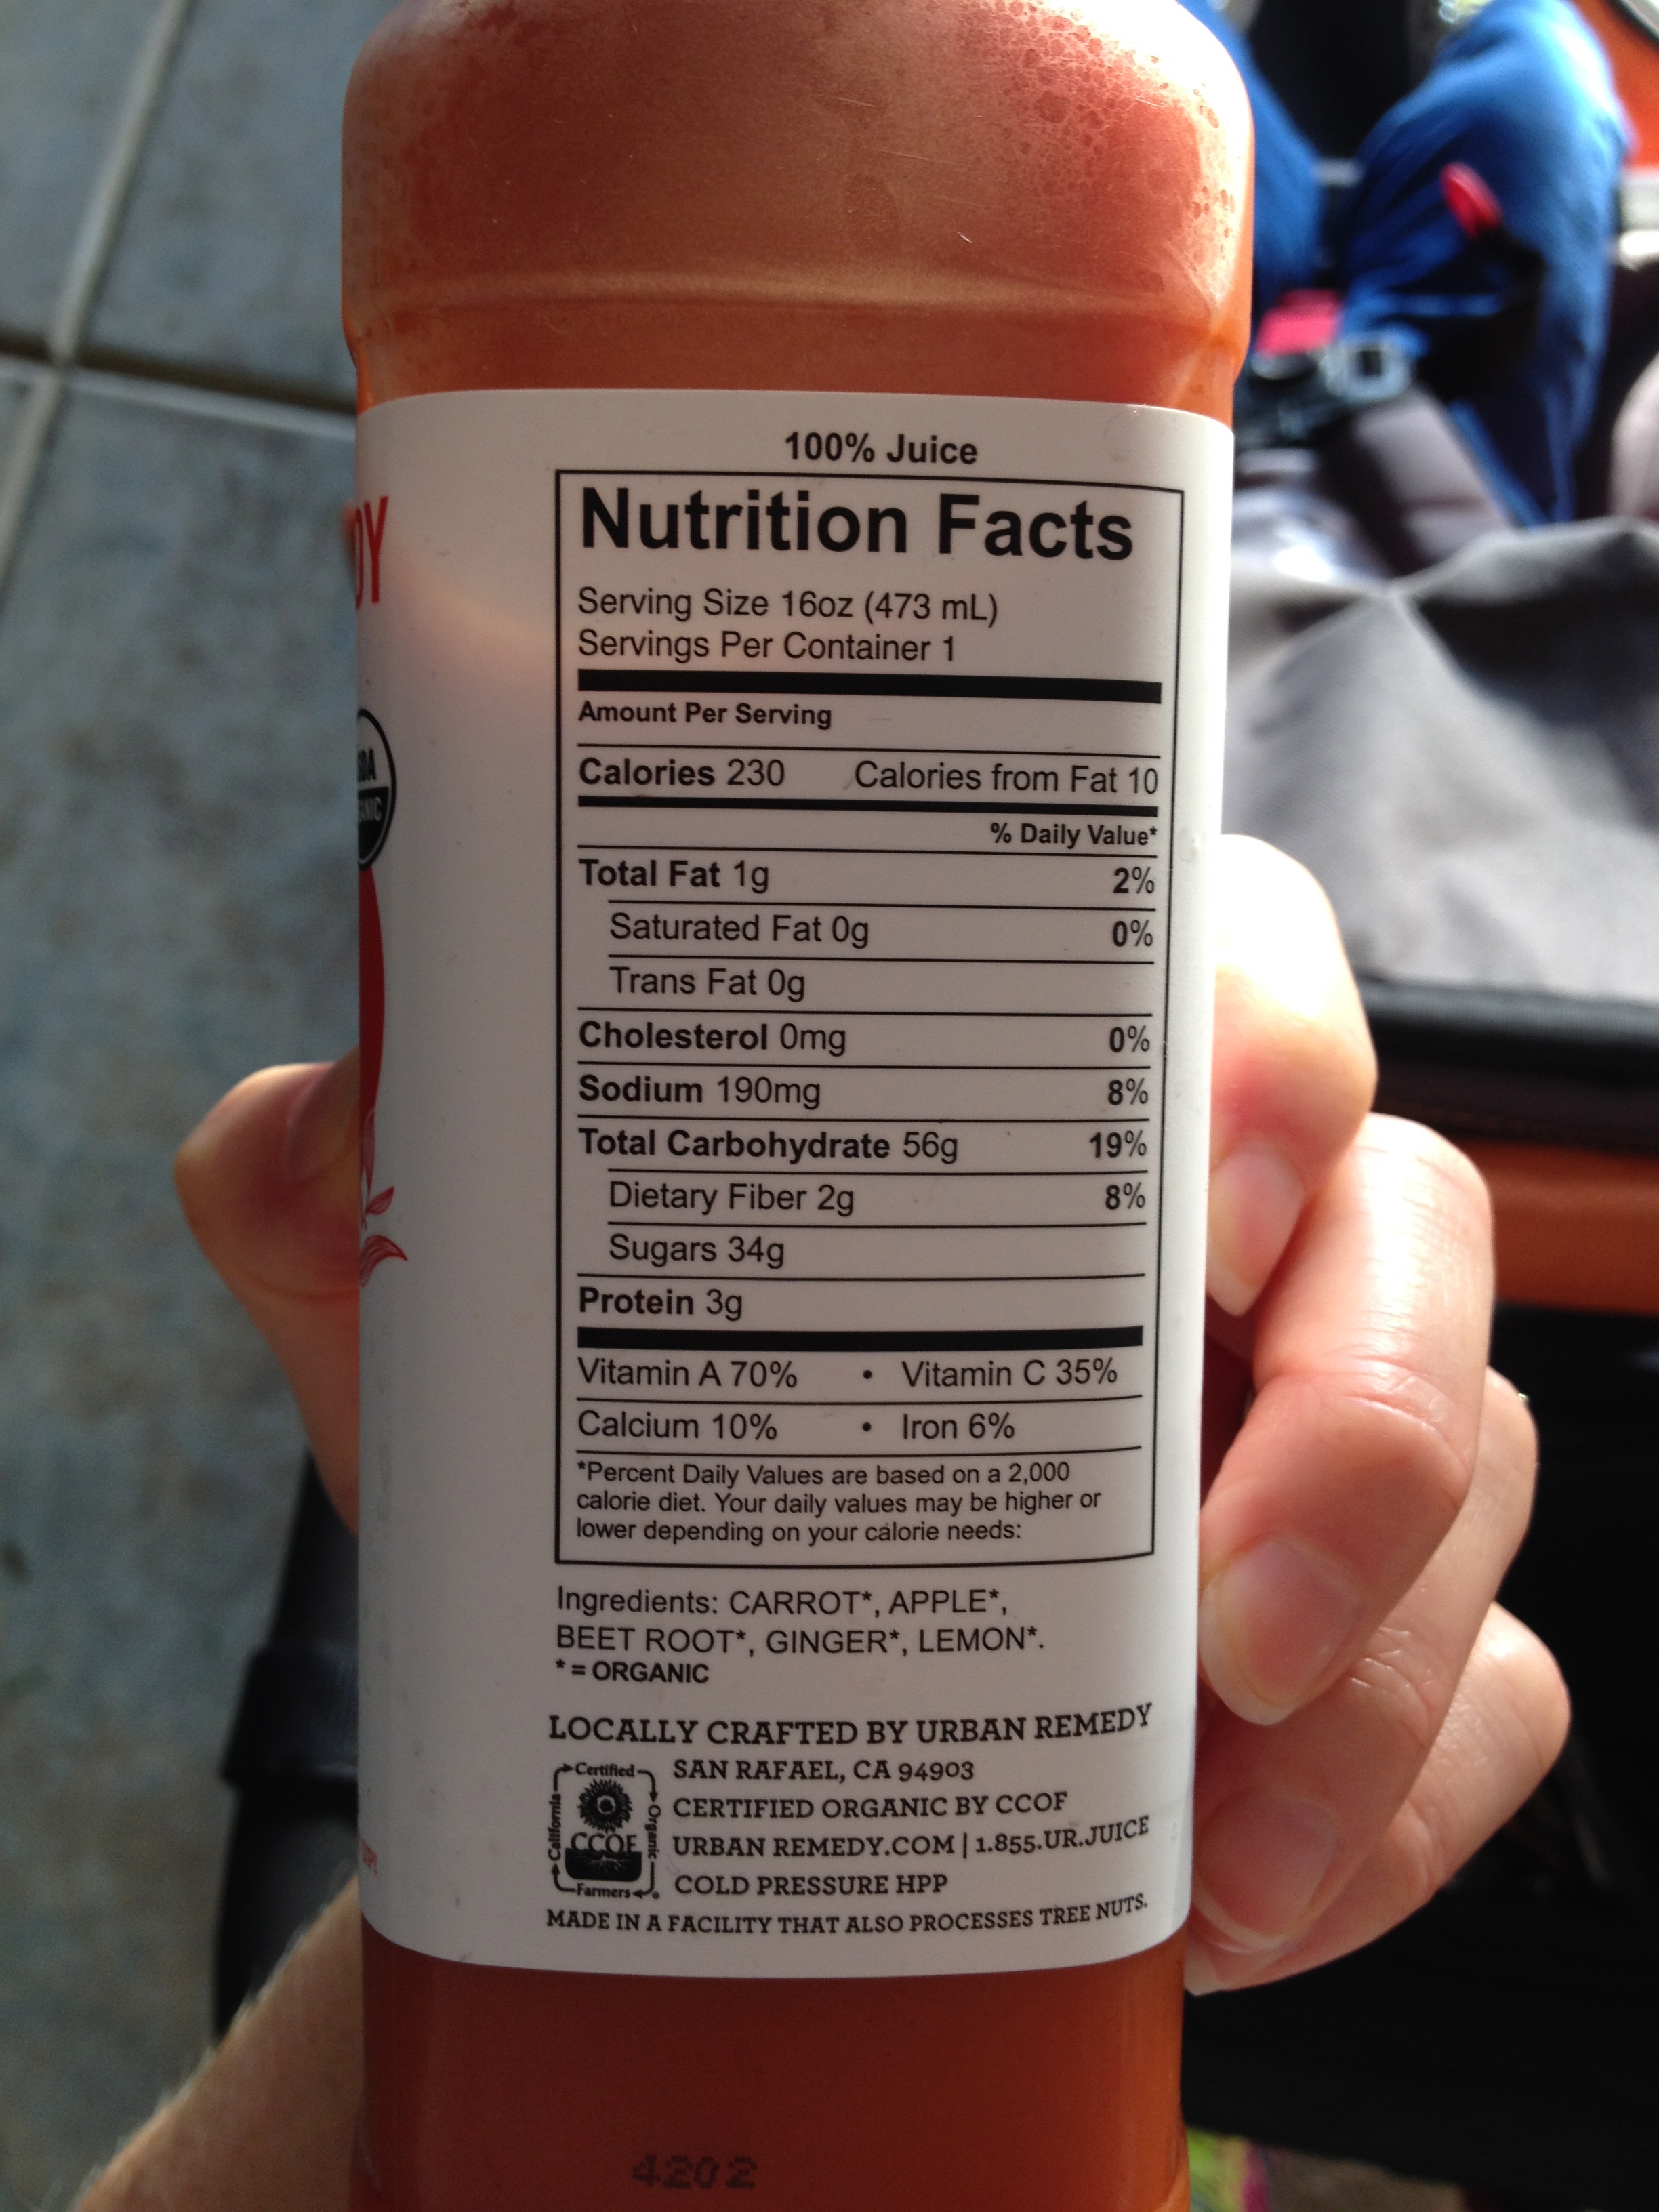 100% Juice
Nutrition Facts
Serving Size 16oz (473 mL)
Servings Per Container 1
Amount Per Serving
Calories 230 Calories from Fat 10
% Daily Value*
Total Fat 1g 2%
Saturated Fat 0g 0%
Trans Fat 0g
Cholesterol 0mg 0%
Sodium 190mg 8%
Total Carbohydrate 56g 19%
Dietary Fiber 2g 8%
Sugars 34g
Protein 3g
Vitamin A 70% • Vitamin C 35%
Calcium 10% • Iron 6%
*Percent Daily Values are based on a 2,000
calorie diet. Your daily values may be higher or
lower depending on your calorie needs:
Ingredients: CARROT*, APPLE*,
BEET ROOT*, GINGER*, LEMON*.
* = ORGANIC
LOCALLY CRAFTED BY URBAN REMEDY
SAN RAFAEL, CA 94903
CERTIFIED ORGANIC BY CCOF
URBAN REMEDY.COM | 1.855.UR.JUICE
COLD PRESSURE HPP
Certified
Organic
Farmers
California
CCOF
MADE IN A FACILITY THAT ALSO PROCESSES TREE NUTS.
4202